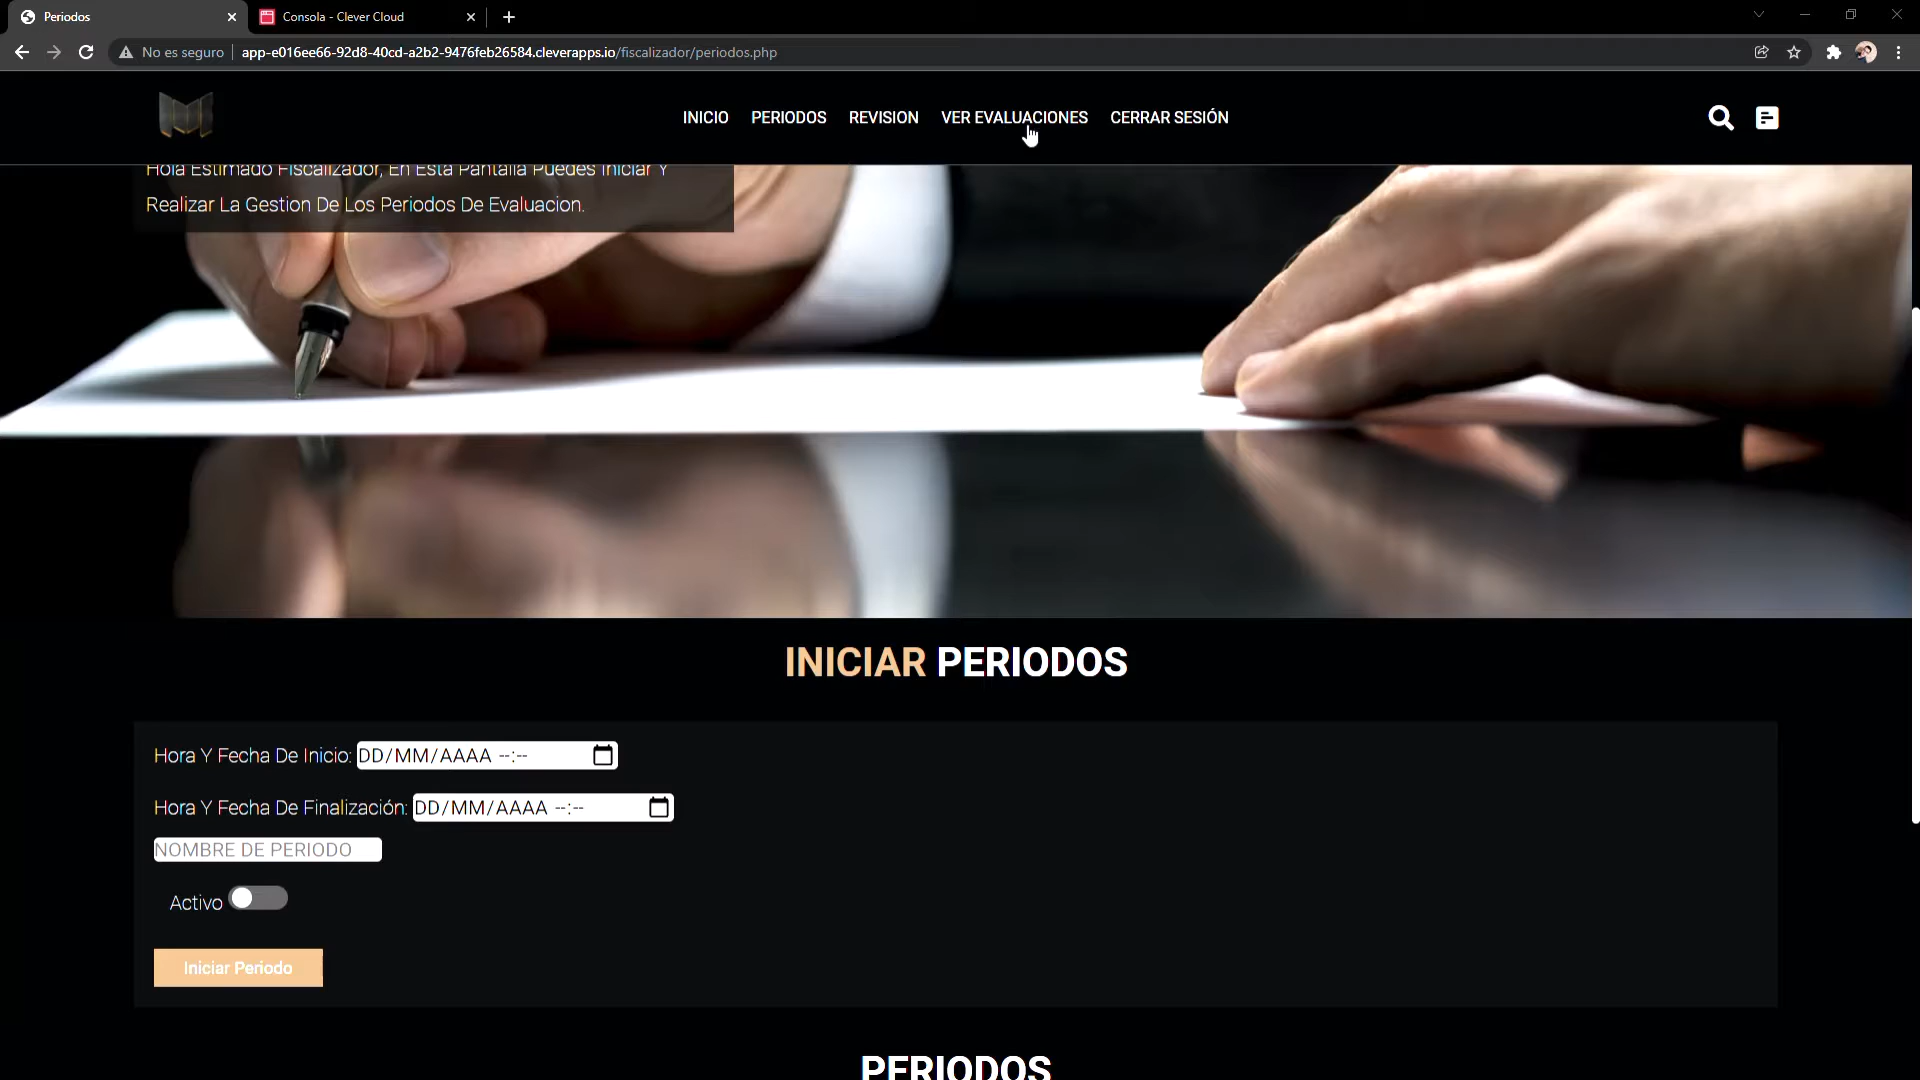 Periodos
Consola - Clever Cloud
No es seguro
app-e016ee66-92d8-40cd-a2b2-9476feb26584.cleverapps.io/fiscalizador/periodos.php
INICIO PERIODOS REVISION VER EVALUACIONES CERRAR SESIÓN
Hola Estimado Fiscalizador, En Esta Pantalla Puedes Iniciar Y
Realizar La Gestion De Los Periodos De Evaluacion.
INICIAR PERIODOS
Hora Y Fecha De Inicio: DD/MM/AAAA --:--
Hora Y Fecha De Finalización: DD/MM/AAAA --:--
NOMBRE DE PERIODO
Activo
Iniciar Periodo
PERIODOS